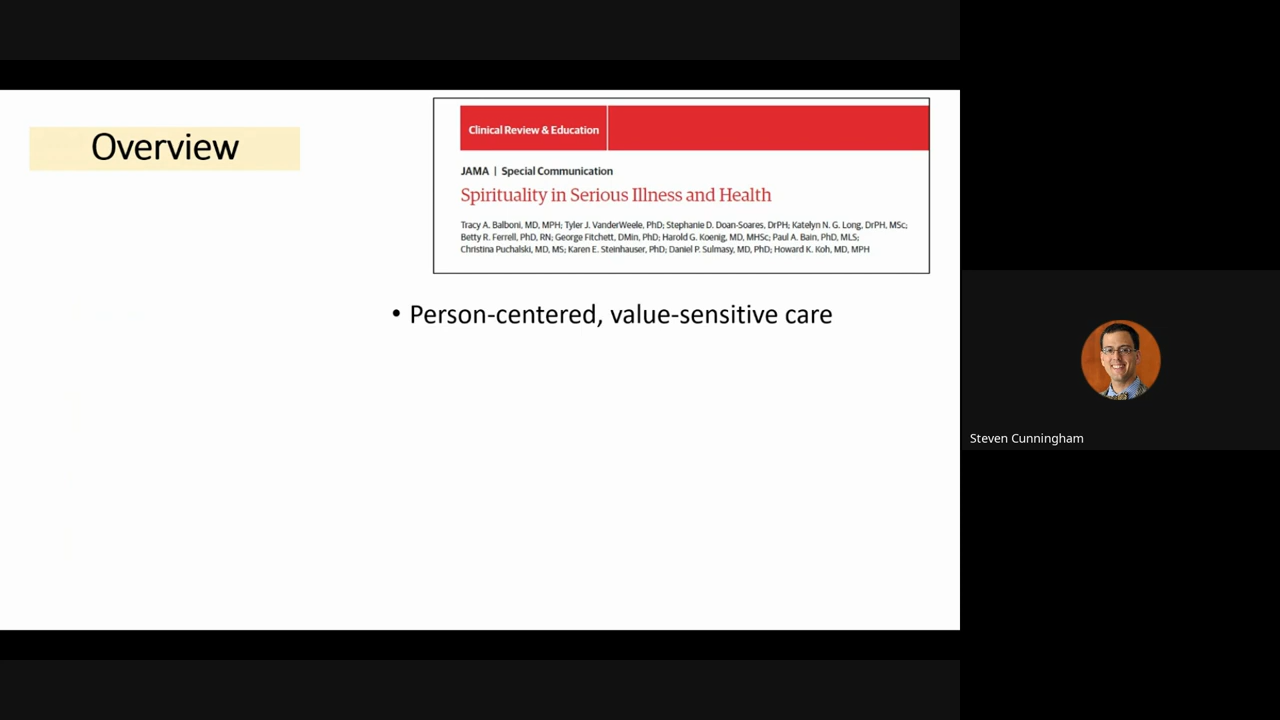 Overview
Clinical Review & Education
JAMA | Special Communication
Spirituality in Serious Illness and Health
Tracy A. Balboni, MD, MPH; Tyler J. VanderWeele, PhD; Stephanie D. Doan-Soares, DrPH; Katelyn N. G. Long, DrPH, MSc;
Betty R. Ferrell, PhD, RN; George Fitchett, DMin, PhD; Harold G. Koenig, MD, MHSc; Paul A. Bain, PhD, MLS;
Christina Puchalski, MD, MS; Karen E. Steinhauser, PhD; Daniel P. Sulmasy, MD, PhD; Howard K. Koh, MD, MPH
• Person-centered, value-sensitive care
Steven Cunningham